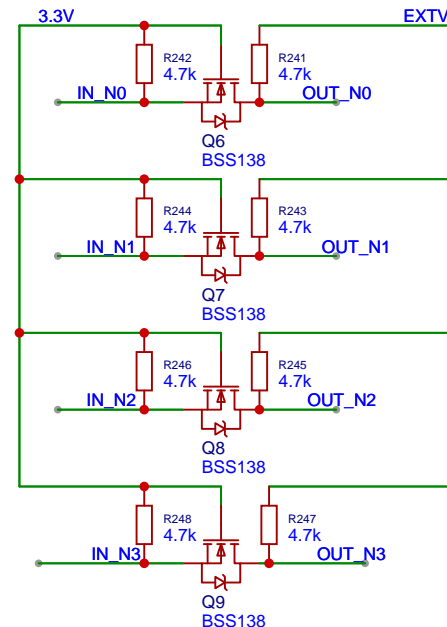 3.3V
EXTV
R242
4.7k
R241
4.7k
IN_N0
OUT_N0
Q6
BSS138
R244
4.7k
R243
4.7k
IN_N1
OUT_N1
Q7
BSS138
R246
4.7k
R245
4.7k
IN_N2
OUT_N2
Q8
BSS138
R248
4.7k
R247
4.7k
IN_N3
OUT_N3
Q9
BSS138